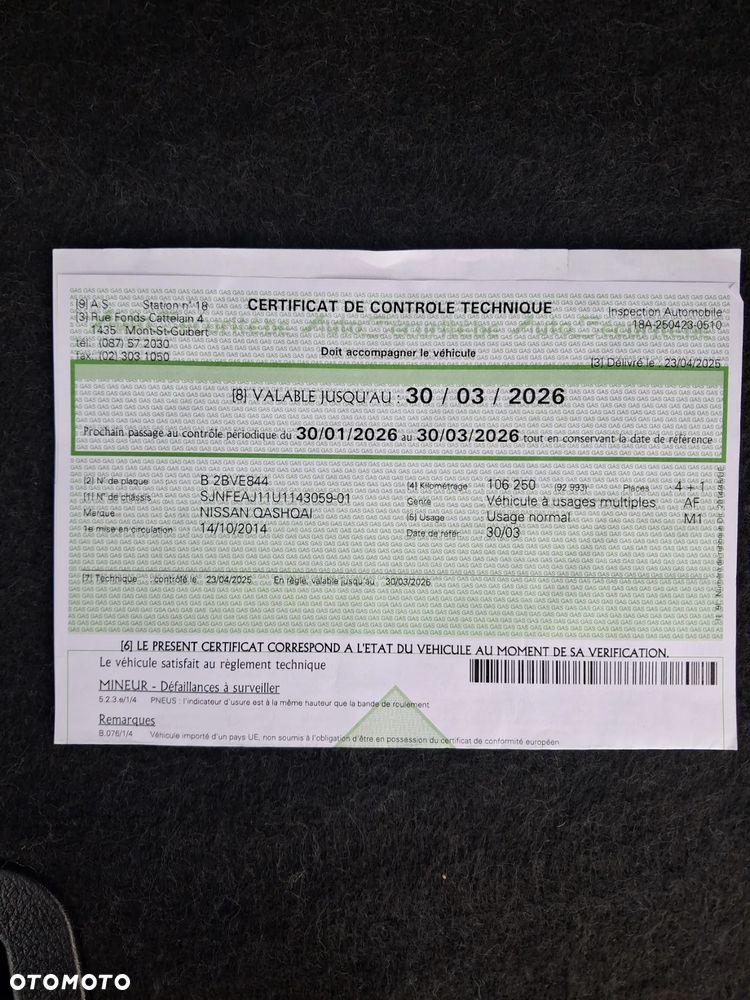 [9] A.S. Station n° 18
CERTIFICAT DE CONTROLE TECHNIQUE
Inspection Automobile
[3] Rue Fonds Cattelain 4
18A-250423-0510
1435 Mont-St-Guibert
tél. (087) 57 2030
Doit accompagner le véhicule
fax. (02) 303 1050
[3] Délivré le : 23/04/2025
[8] VALABLE JUSQU'AU : 30 / 03 / 2026
Prochain passage au contrôle périodique du 30/01/2026 au 30/03/2026 tout en conservant la date de référence
[2] N° de plaque B 2BVE844 [4] Kilométrage 106 250 (92 993) Places 4 + 1
[1] N° de châssis SJNFEAJ11U1143059-01 Genre Véhicule à usages multiples AF
Marque NISSAN QASHQAI [5] Usage Usage normal M1
1e mise en circulation 14/10/2014 Date de réfer. 30/03
[7] Technique : contrôlé le 23/04/2025 En règle, valable jusqu'au 30/03/2026
[6] LE PRESENT CERTIFICAT CORRESPOND A L'ETAT DU VEHICULE AU MOMENT DE SA VERIFICATION.
Le véhicule satisfait au règlement technique
MINEUR - Défaillances à surveiller
5.2.3.e/1/4 PNEUS : l'indicateur d'usure est à la même hauteur que la bande de roulement
Remarques
B.076/1/4 Véhicule importé d'un pays UE, non soumis à l'obligation d'être en possession du certificat de conformité européen
OTOMOTO